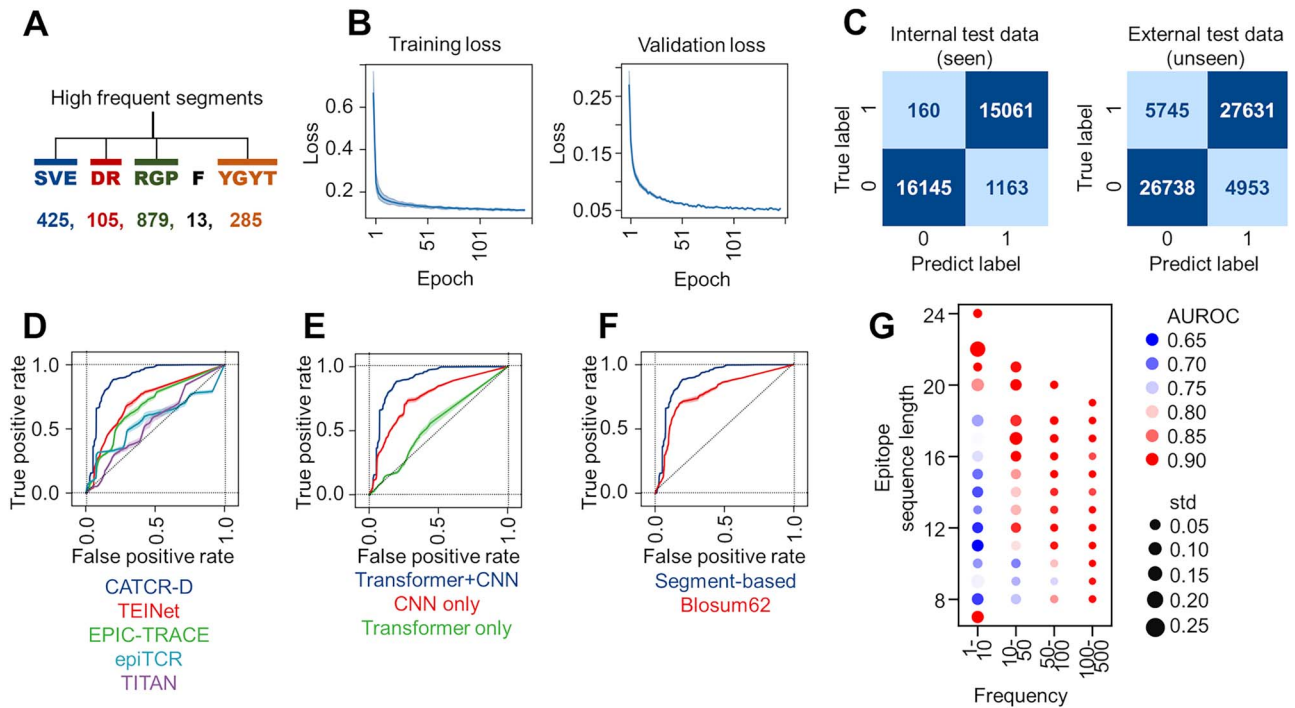 A
High frequent segments
SVE DR RGP F YGYT
425, 105, 879, 13, 285
B
Training loss
Loss
0.6
0.4
0.2
1
51
101
Epoch
Validation loss
Loss
0.25
0.15
0.05
1
51
101
Epoch
C
Internal test data
(seen)
True label
1
0
160 15061
16145 1163
0 1
Predict label
External test data
(unseen)
True label
1
0
5745 27631
26738 4953
0 1
Predict label
D
True positive rate
1.0
0.5
0.0
0.0
0.5
1.0
False positive rate
CATCR-D
TEINet
EPIC-TRACE
epiTCR
TITAN
E
True positive rate
1.0
0.5
0.0
0.0
0.5
1.0
False positive rate
Transformer+CNN
CNN only
Transformer only
F
True positive rate
1.0
0.5
0.0
0.0
0.5
1.0
False positive rate
Segment-based
Blosum62
G
Epitope
sequence length
24
20
16
12
8
1-
10
10-
50
50-
100
100-
500
Frequency
AUROC
0.65
0.70
0.75
0.80
0.85
0.90
std
0.05
0.10
0.15
0.20
0.25